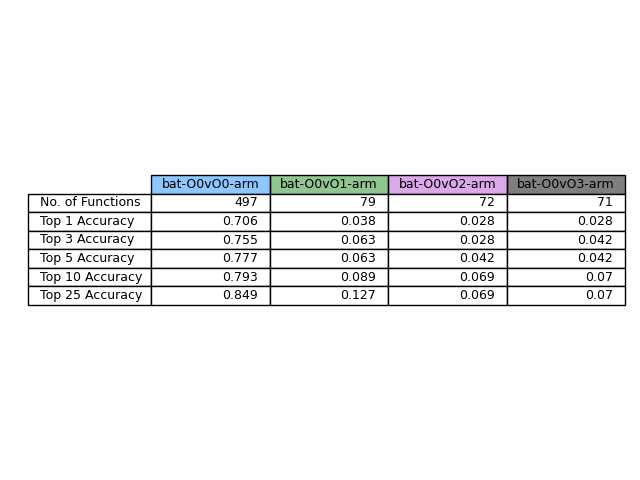 bat-O0vO0-arm bat-O0vO1-arm bat-O0vO2-arm bat-O0vO3-arm
No. of Functions 497 79 72 71
Top 1 Accuracy 0.706 0.038 0.028 0.028
Top 3 Accuracy 0.755 0.063 0.028 0.042
Top 5 Accuracy 0.777 0.063 0.042 0.042
Top 10 Accuracy 0.793 0.089 0.069 0.07
Top 25 Accuracy 0.849 0.127 0.069 0.07